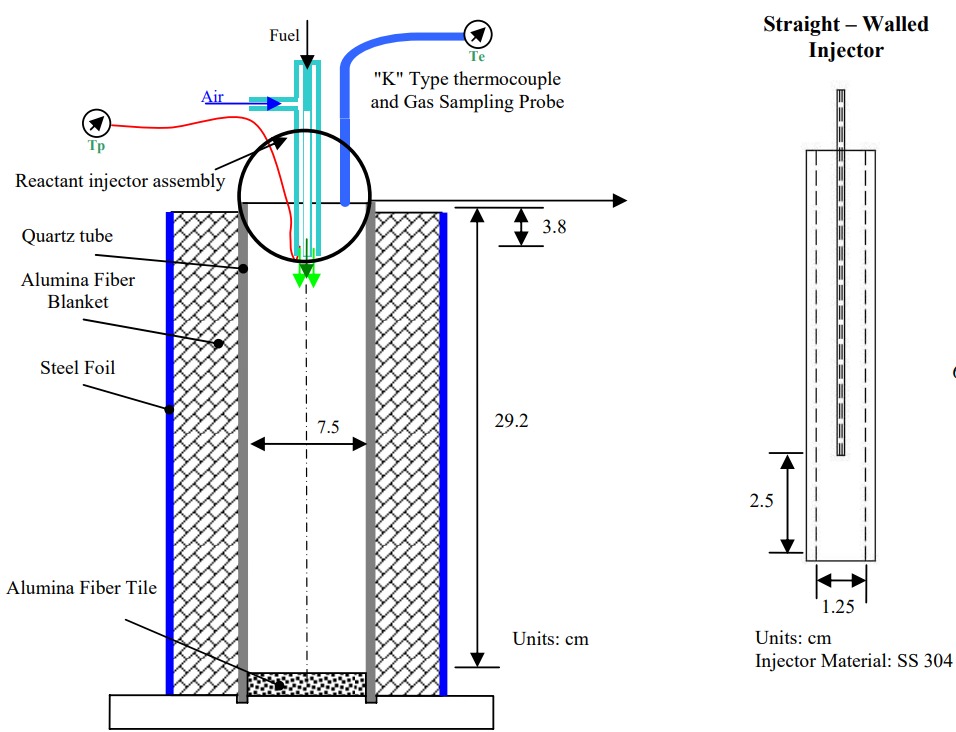 Fuel
Te
"K" Type thermocouple
and Gas Sampling Probe
Air
Tp
Reactant injector assembly
Quartz tube
Alumina Fiber
Blanket
Steel Foil
3.8
7.5
29.2
Alumina Fiber Tile
Units: cm
Straight – Walled
Injector
2.5
1.25
Units: cm
Injector Material: SS 304